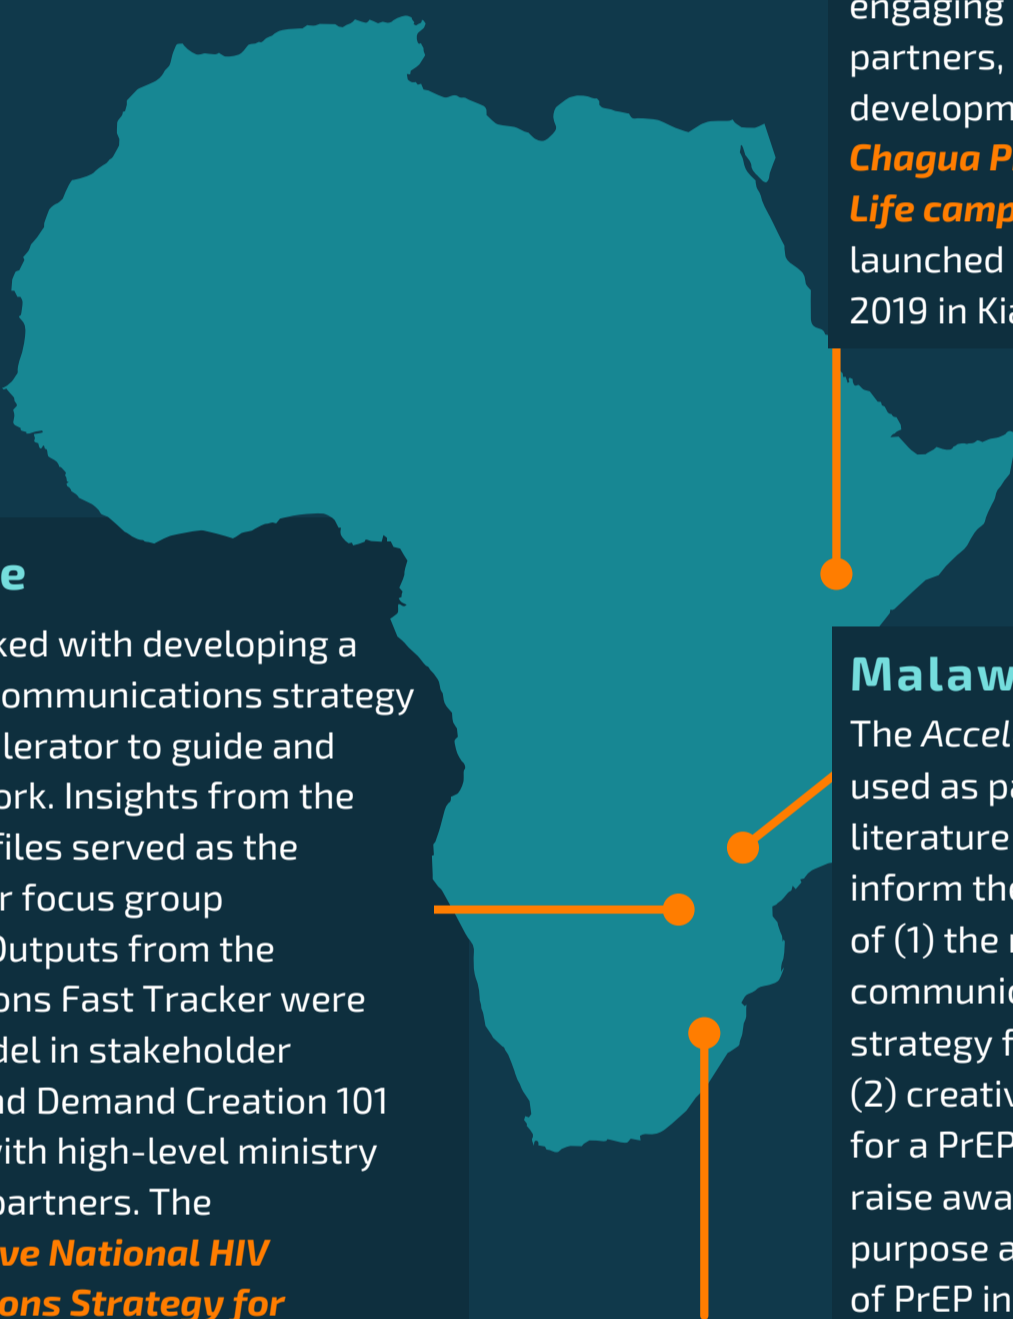 engaging
partners,
developm
Chagua P
Life camp
launched
2019 in Kia
e
ked with developing a
ommunications strategy
lerator to guide and
ork. Insights from the
files served as the
r focus group
Outputs from the
ons Fast Tracker were
del in stakeholder
nd Demand Creation 101
with high-level ministry
partners. The
ve National HIV
ons Strategy for
Malaw
The Accel
used as pa
literature
inform the
of (1) the
communic
strategy f
(2) creativ
for a PrEP
raise awa
purpose a
of PrEP in